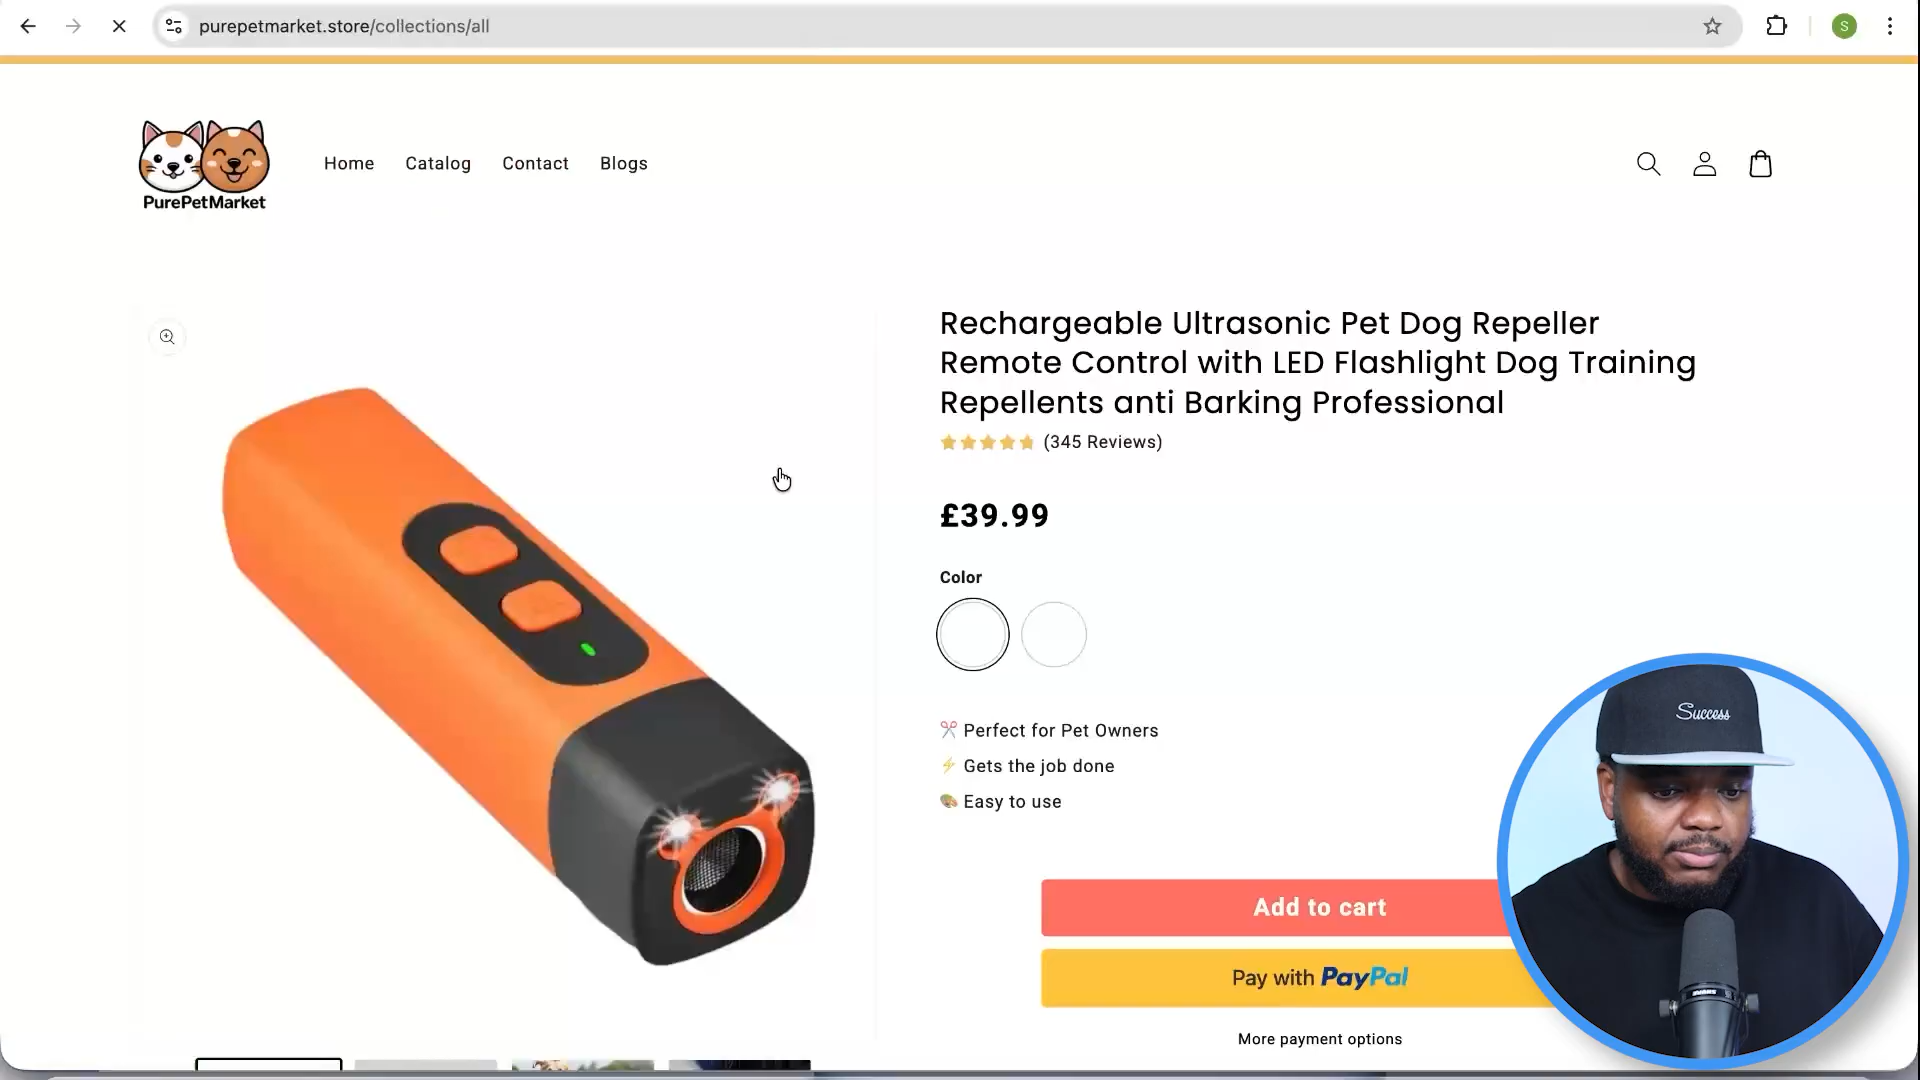 purepetmarket.store/collections/all
S
PurePetMarket
Home
Catalog
Contact
Blogs
Rechargeable Ultrasonic Pet Dog Repeller
Remote Control with LED Flashlight Dog Training
Repellents anti Barking Professional
(345 Reviews)
£39.99
Color
Perfect for Pet Owners
Gets the job done
Easy to use
Add to cart
Pay with PayPal
More payment options
Success